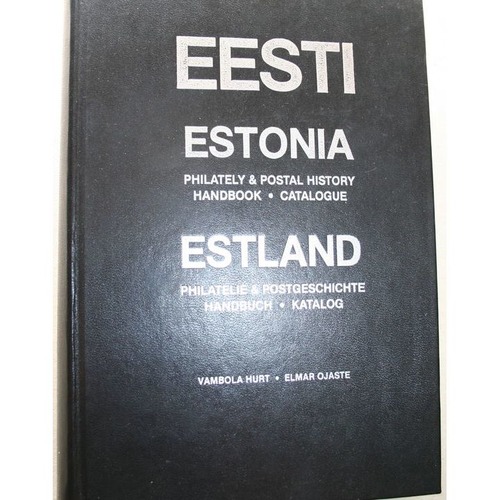 EESTI
ESTONIA
PHILATELY & POSTAL HISTORY
HANDBOOK • CATALOGUE
ESTLAND
PHILATELIE & POSTGESCHICHTE
HANDBUCH • KATALOG
VAMBOLA HURT • ELMAR OJASTE